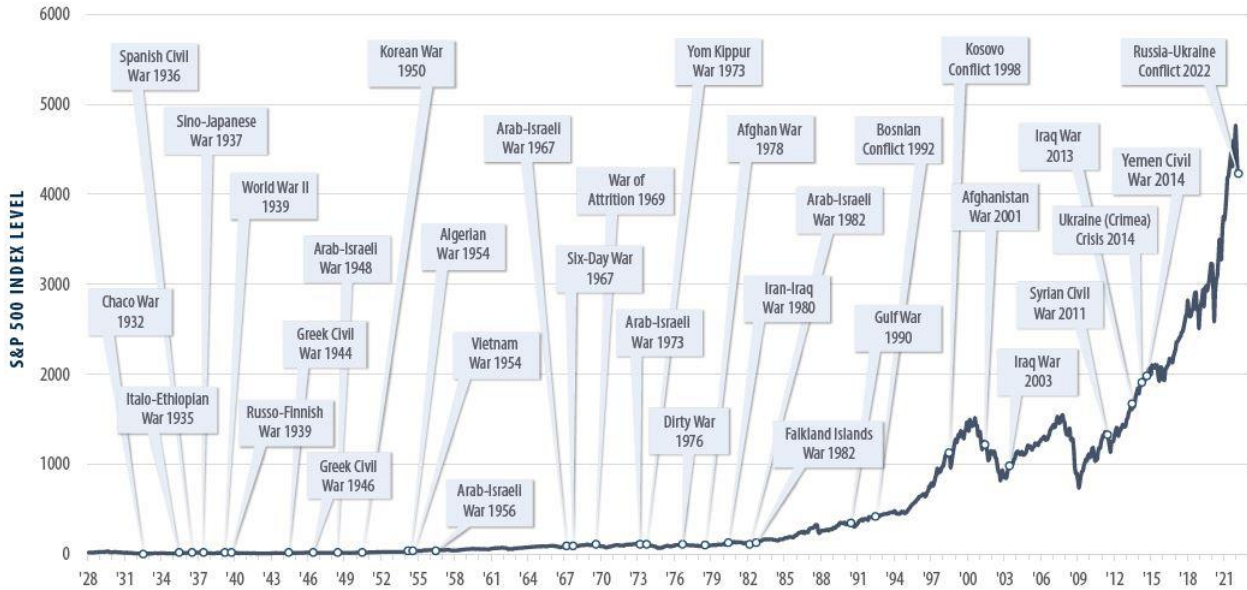 6000
5000
4000
3000
2000
1000
0
S&P 500 INDEX LEVEL
Spanish Civil
War 1936
Korean War
1950
Yom Kippur
War 1973
Kosovo
Conflict 1998
Russia-Ukraine
Conflict 2022
Sino-Japanese
War 1937
Arab-Israeli
War 1967
Afghan War
1978
Bosnian
Conflict 1992
Iraq War
2013
Yemen Civil
War 2014
World War II
1939
War of
Attrition 1969
Arab-Israeli
War 1982
Afghanistan
War 2001
Arab-Israeli
War 1948
Algerian
War 1954
Six-Day War
1967
Ukraine (Crimea)
Crisis 2014
Chaco War
1932
Iran-Iraq
War 1980
Syrian Civil
War 2011
Greek Civil
War 1944
Vietnam
War 1954
Arab-Israeli
War 1973
Gulf War
1990
Iraq War
2003
Italo-Ethiopian
War 1935
Russo-Finnish
War 1939
Dirty War
1976
Falkland Islands
War 1982
Greek Civil
War 1946
Arab-Israeli
War 1956
'28 '31 '34 '37 '40 '43 '46 '49 '52 '55 '58 '61 '64 '67 '70 '73 '76 '79 '82 '85 '88 '91 '94 '97 '00 '03 '06 '09 '12 '15 '18 '21